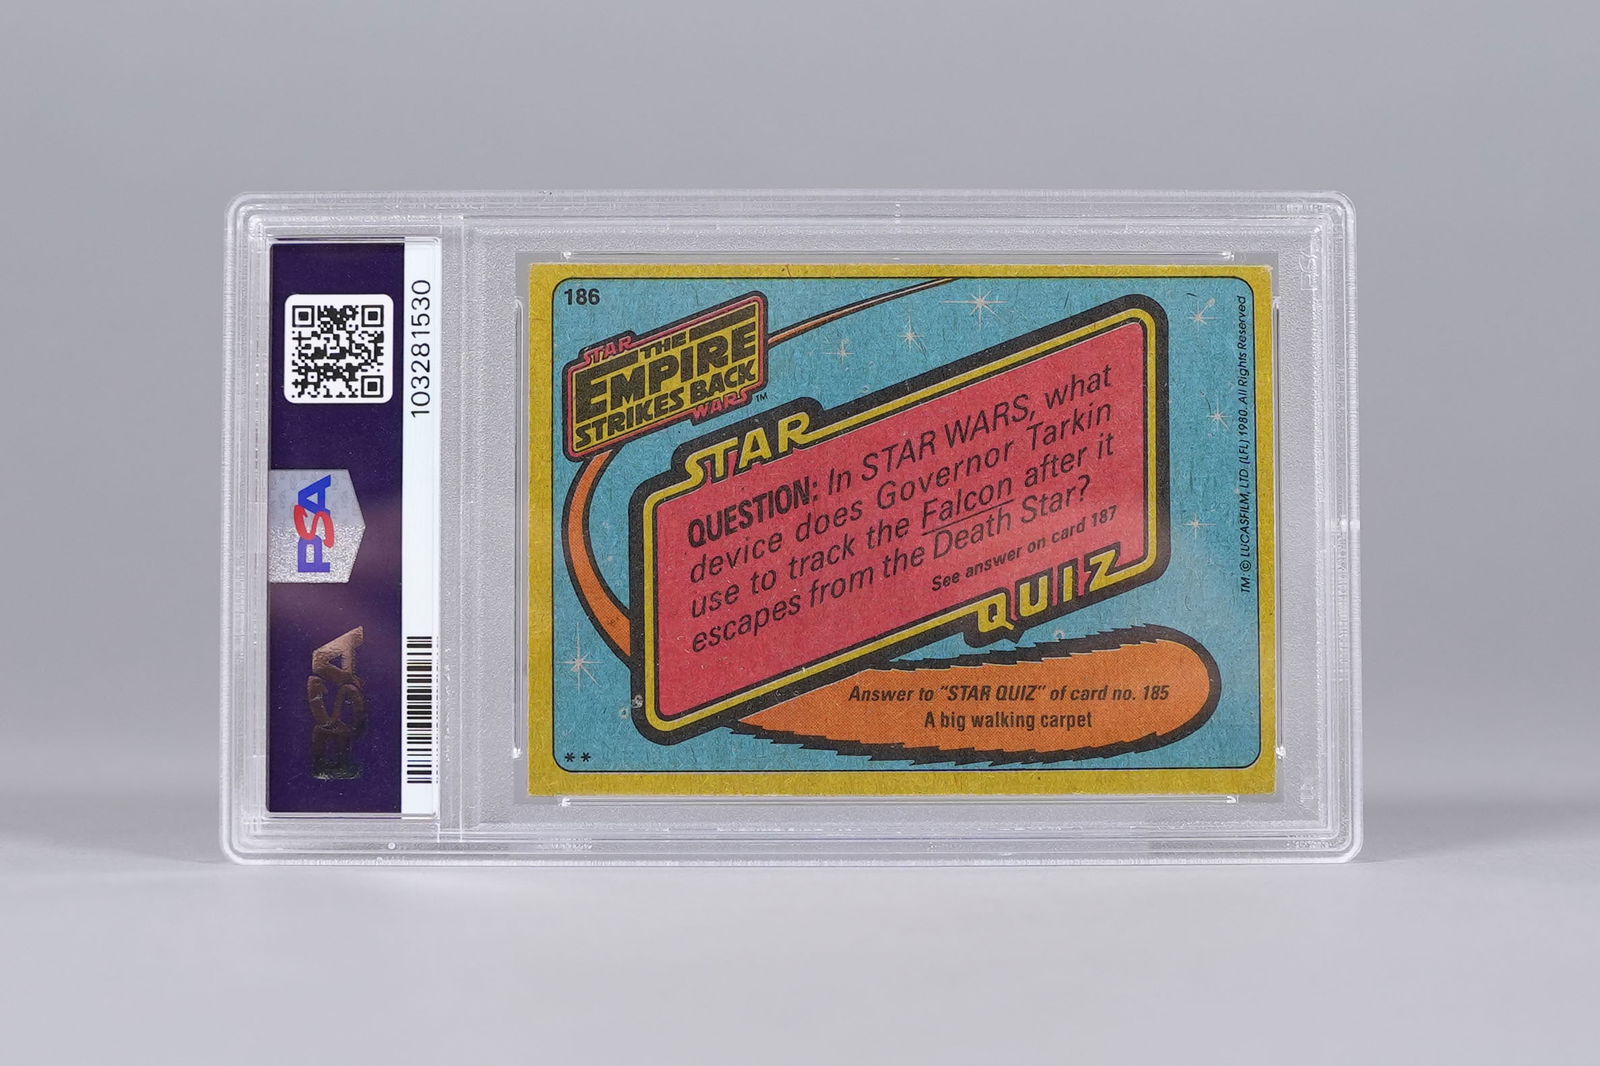 103281530
PSA
PSA
186
STAR
THE
EMPIRE
STRIKES BACK
WARS™
STAR
QUESTION: In STAR WARS, what
device does Governor Tarkin
use to track the Falcon after it
escapes from the Death Star?
See answer on card 187
QUIZ
Answer to "STAR QUIZ" of card no. 185
A big walking carpet
**
TM. © LUCASFILM, LTD (LFL) 1980. All Rights Reserved